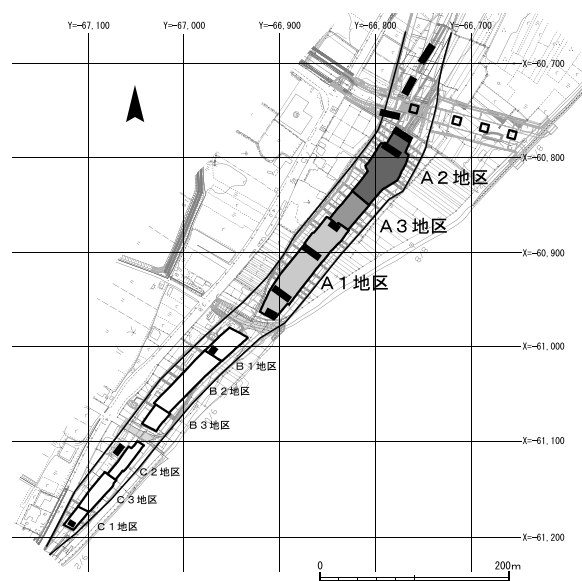 Y=-67,100
Y=-67,000
Y=-66,900
Y=-66,800
Y=-66,700
X=-60,700
X=-60,800
A2地区
A3地区
X=-60,900
A1地区
X=-61,000
B1地区
B2地区
B3地区
X=-61,100
C2地区
C3地区
C1地区
X=-61,200
0
200m